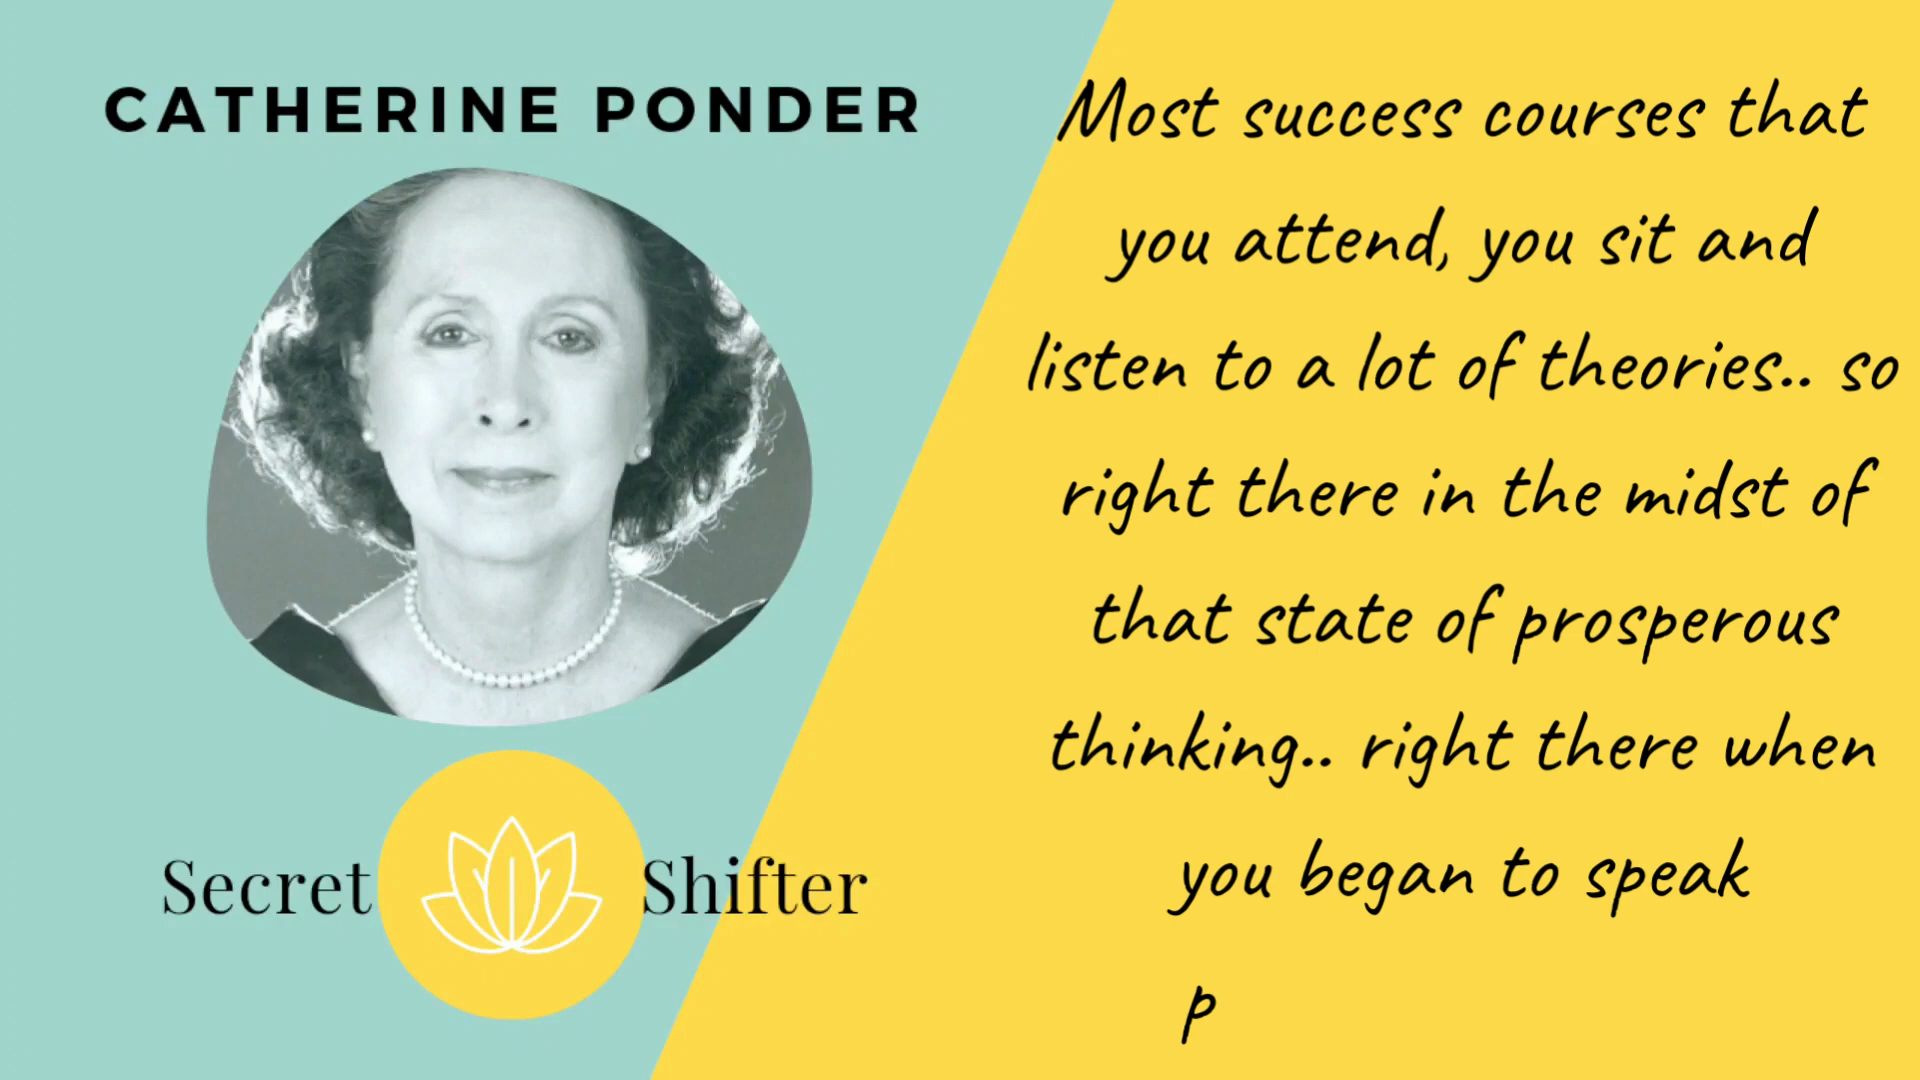 CATHERINE PONDER
Secret Shifter
Most success courses that
you attend, you sit and
listen to a lot of theories.. so
right there in the midst of
that state of prosperous
thinking.. right there when
you began to speak
p